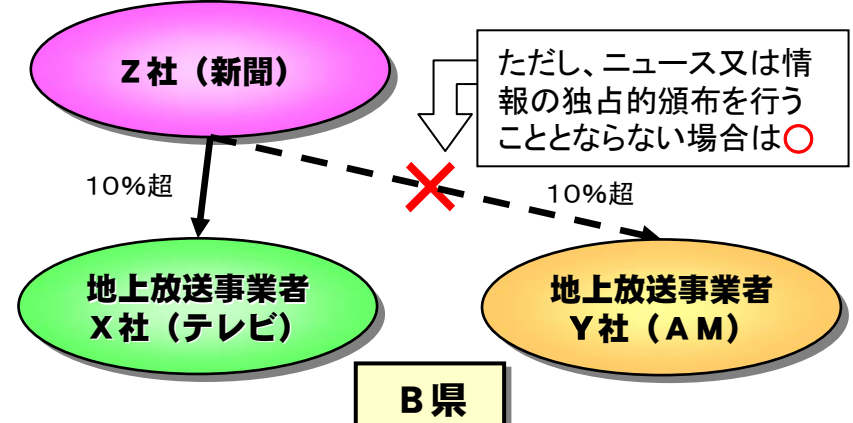 Z社（新聞）
ただし、ニュース又は情
報の独占的頒布を行う
こととならない場合は○
10%超
10%超
地上放送事業者
X社（テレビ）
地上放送事業者
Y社（AM）
B県